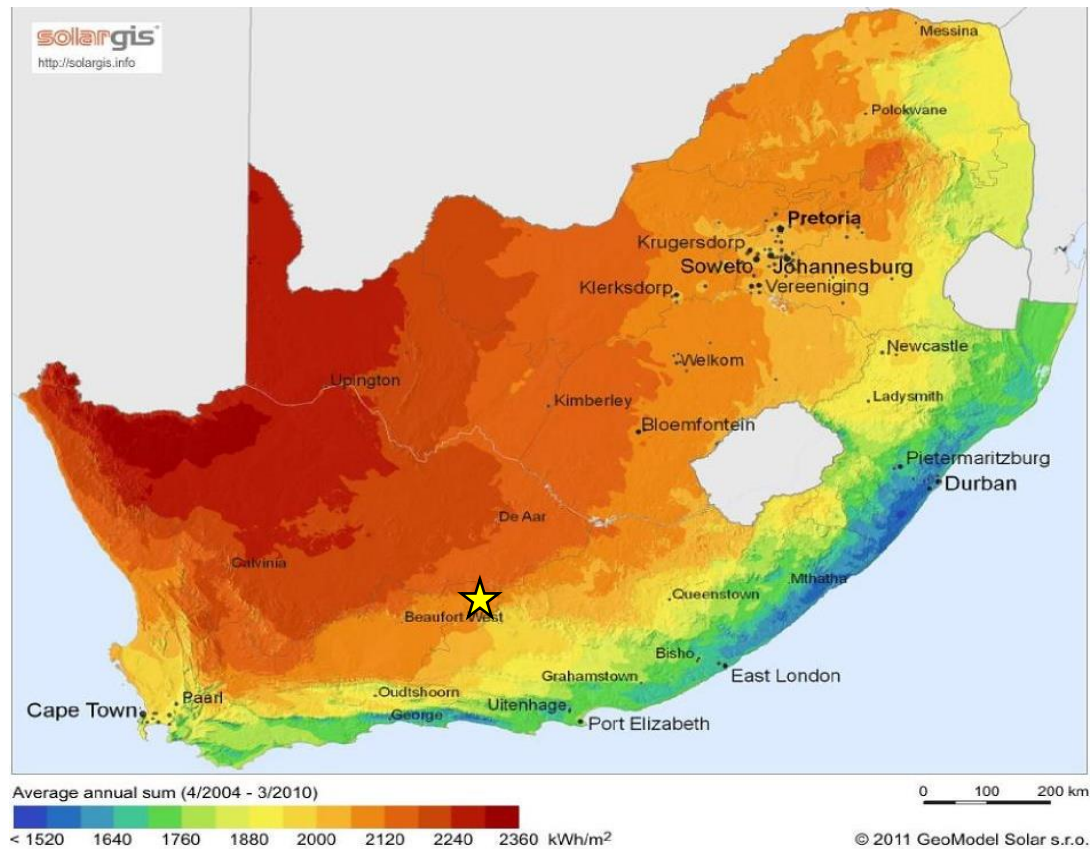 solargis
http://solargis.info
Messina
Polokwane
Pretoria
Krugersdorp
Soweto Johannesburg
Klerksdorp Vereeniging
Newcastle
Welkom
Upington
Kimberley
Ladysmith
Bloemfontein
Pietermaritzburg
Durban
De Aar
Calvinia
Mthatha
Queenstown
Beaufort West
Bisho
East London
Grahamstown
Oudtshoorn
Paarl
Uitenhage
Cape Town
George
Port Elizabeth
Average annual sum (4/2004 - 3/2010)
0 100 200 km
< 1520 1640 1760 1880 2000 2120 2240 2360 kWh/m²
© 2011 GeoModel Solar s.r.o.